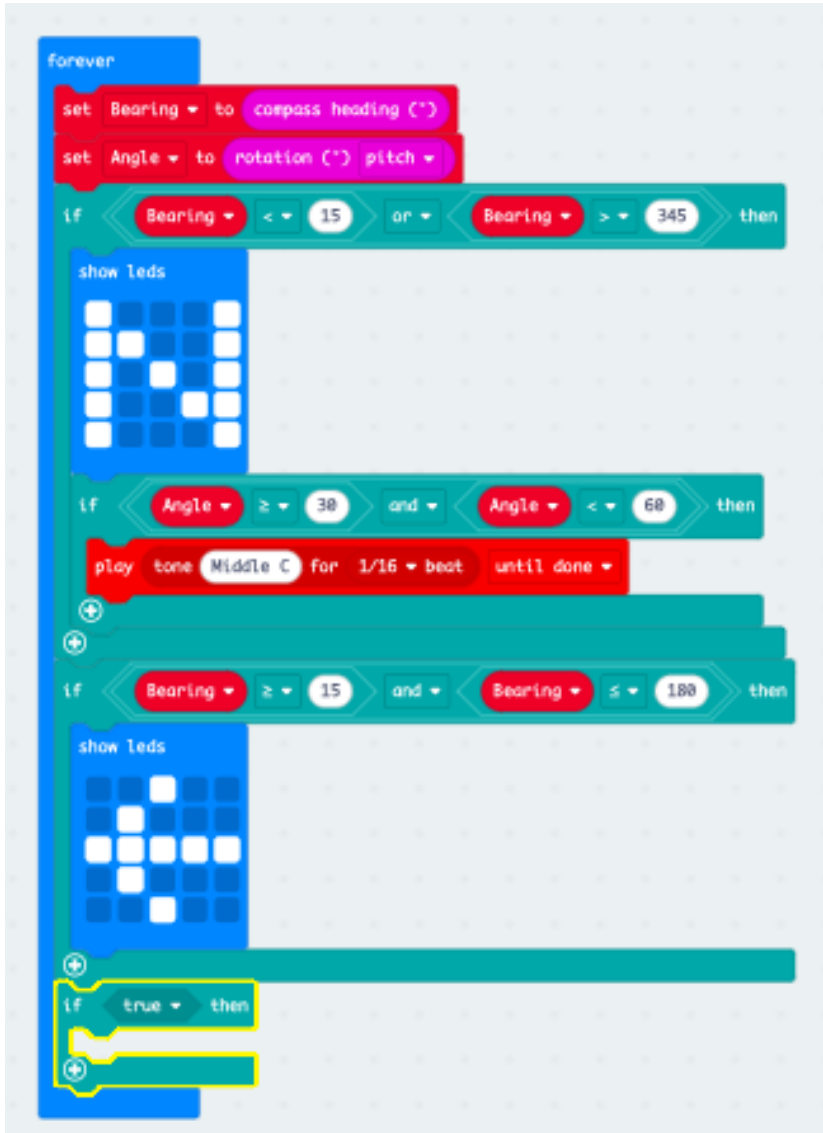 forever
set Bearing to compass heading (°)
set Angle to rotation (°) pitch
if Bearing < 15 or Bearing > 345 then
show leds
if Angle ≥ 30 and Angle < 60 then
play tone Middle C for 1/16 beat until done
if Bearing ≥ 15 and Bearing ≤ 180 then
show leds
if true then